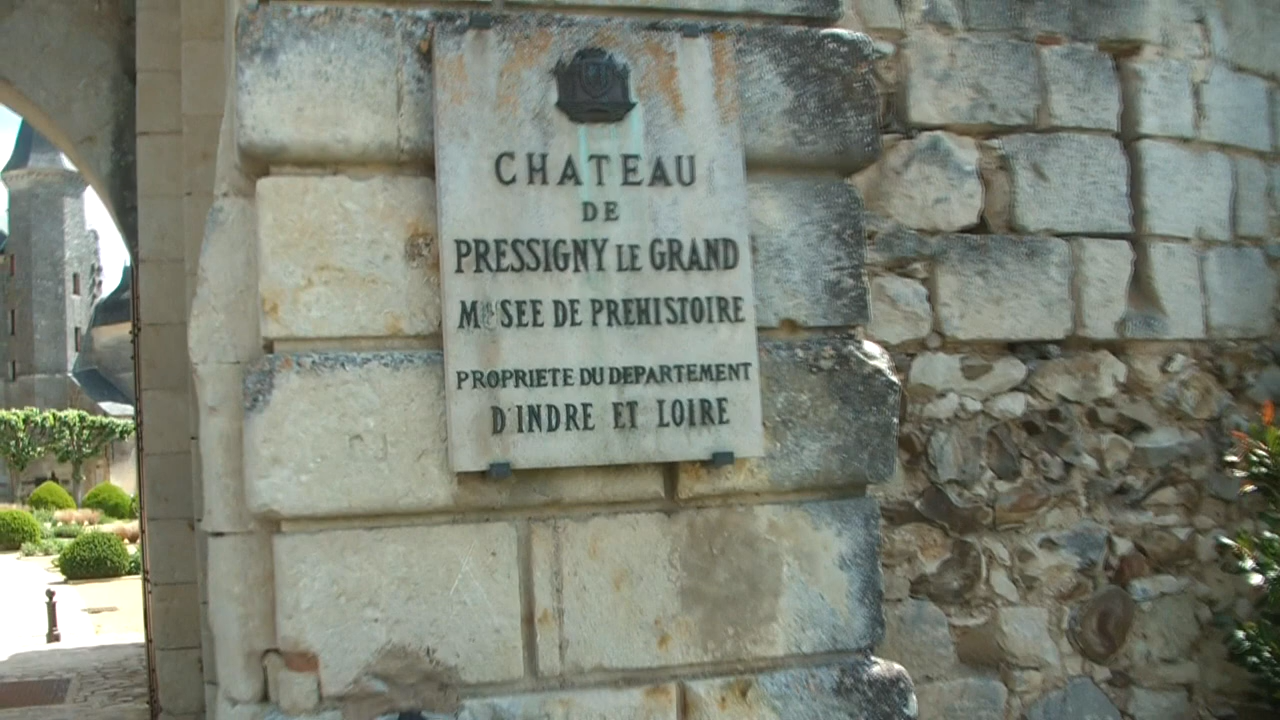 CHATEAU
DE
PRESSIGNY LE GRAND
MUSEE DE PREHISTOIRE
PROPRIETE DU DEPARTEMENT
D'INDRE ET LOIRE